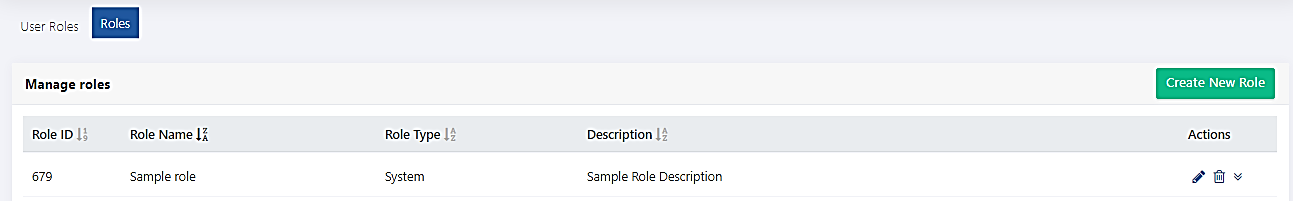 User Roles Roles
Manage roles Create New Role
Role ID Role Name Role Type Description Actions
679 Sample role System Sample Role Description